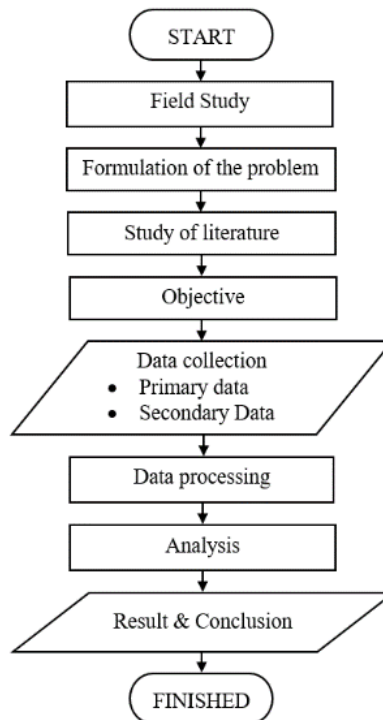 START
Field Study
Formulation of the problem
Study of literature
Objective
Data collection
• Primary data
• Secondary Data
Data processing
Analysis
Result & Conclusion
FINISHED